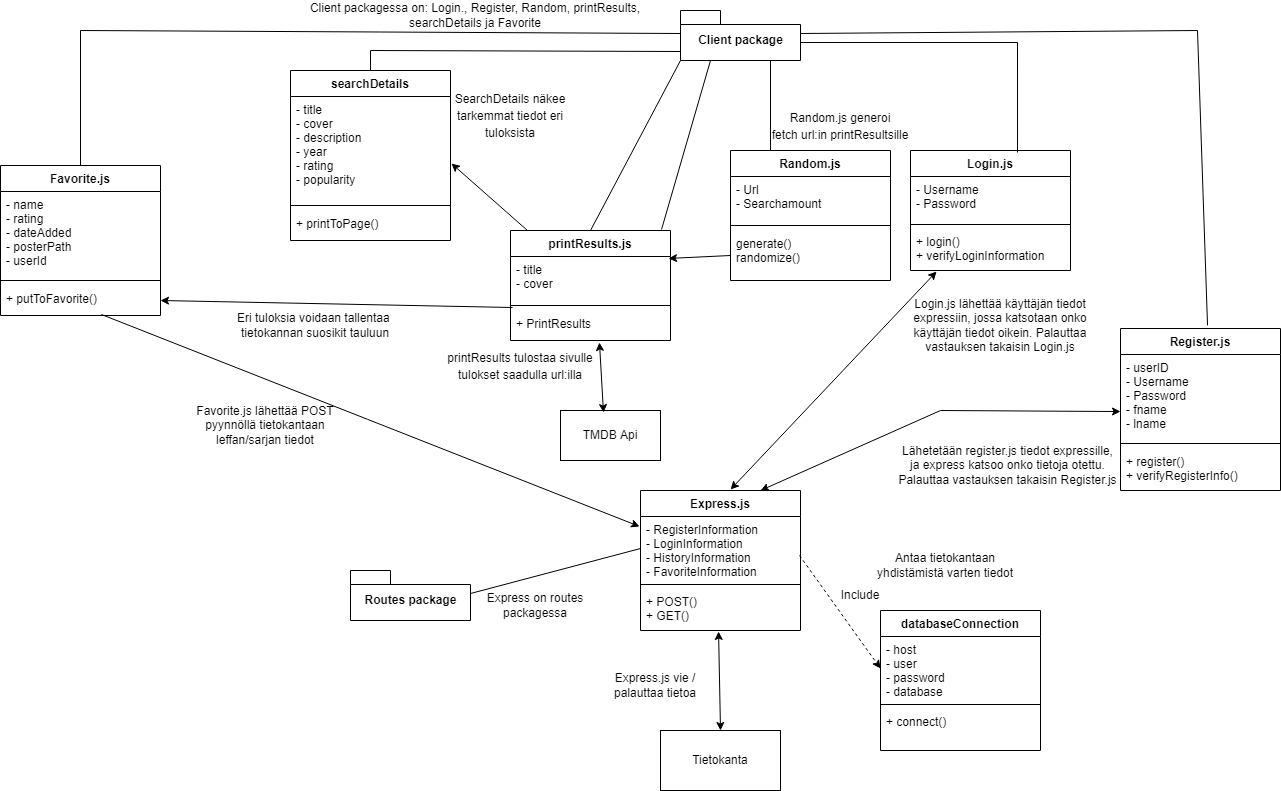 Client packagessa on: Login., Register, Random, printResults,
searchDetails ja Favorite
Client package
searchDetails
- title
- cover
- description
- year
- rating
- popularity
+ printToPage()
SearchDetails näkee
tarkemmat tiedot eri
tuloksista
Random.js generoi
fetch url:in printResultsille
Random.js
- Url
- Searchamount
generate()
randomize()
Login.js
- Username
- Password
+ login()
+ verifyLoginInformation
Favorite.js
- name
- rating
- dateAdded
- posterPath
- userId
+ putToFavorite()
printResults.js
- title
- cover
+ PrintResults
Eri tuloksia voidaan tallentaa
tietokannan suosikit tauluun
Login.js lähettää käyttäjän tiedot
expressiin, jossa katsotaan onko
käyttäjän tiedot oikein. Palauttaa
vastauksen takaisin Login.js
Register.js
- userID
- Username
- Password
- fname
- lname
+ register()
+ verifyRegisterInfo()
printResults tulostaa sivulle
tulokset saadulla url:illa
TMDB Api
Favorite.js lähettää POST
pyynnöllä tietokantaan
leffan/sarjan tiedot
Lähetetään register.js tiedot expressille,
ja express katsoo onko tietoja otettu.
Palauttaa vastauksen takaisin Register.js
Express.js
- RegisterInformation
- LoginInformation
- HistoryInformation
- FavoriteInformation
+ POST()
+ GET()
Routes package
Express on routes
packagessa
Antaa tietokantaan
yhdistämistä varten tiedot
Include
databaseConnection
- host
- user
- password
- database
+ connect()
Express.js vie /
palauttaa tietoa
Tietokanta